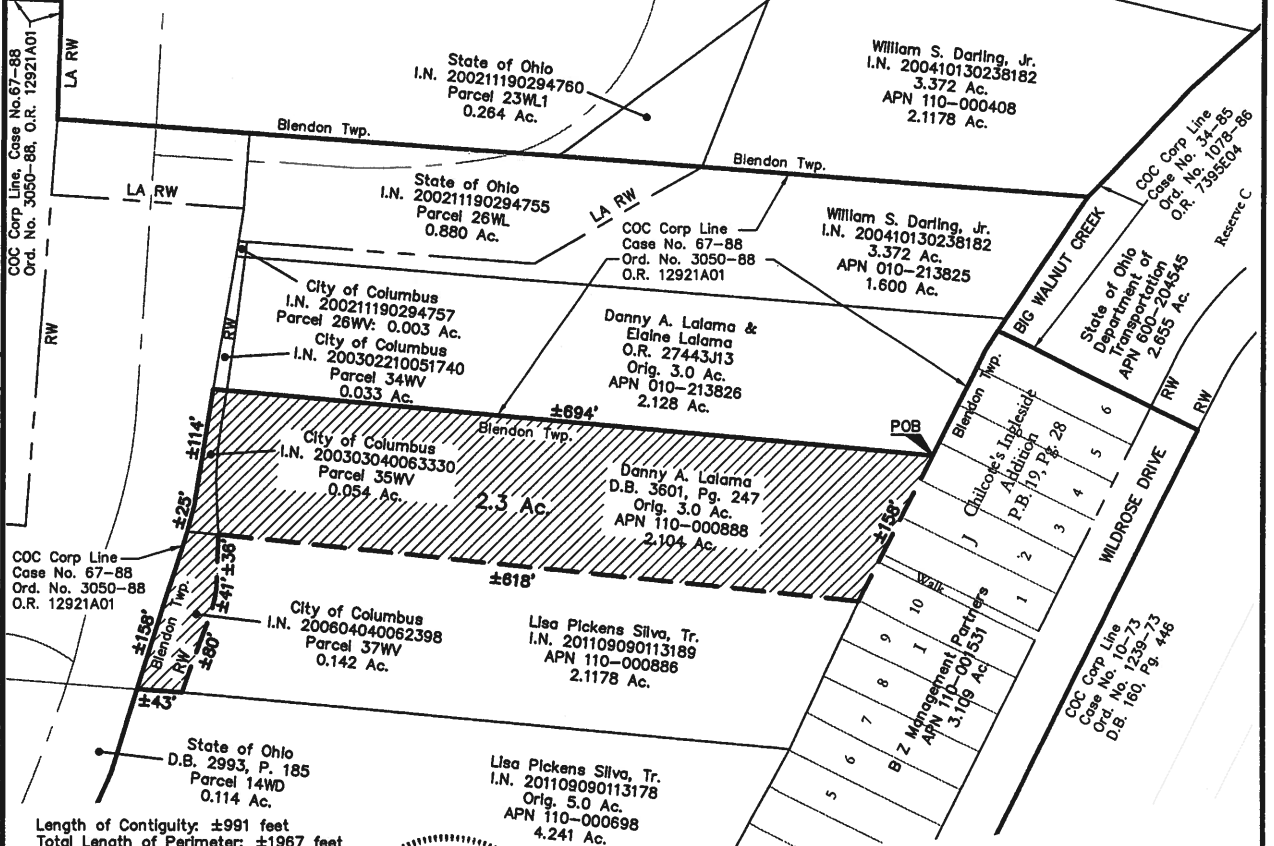 COC Corp Line, Case No.67-88
Ord. No. 3050-88, O.R. 12921A01
LA RW
State of Ohio
I.N. 200211190294760
Parcel 23WL1
0.264 Ac.
William S. Darling, Jr.
I.N. 200410130238182
3.372 Ac.
APN 110-000408
2.1178 Ac.
Blendon Twp.
Blendon Twp.
COC Corp Line
Case No. 34-85
Ord. No. 1078-86
O.R. 7395E04
Reserve C
LA RW
State of Ohio
I.N. 200211190294755
Parcel 26WL
0.880 Ac.
LA RW
COC Corp Line
Case No. 67-88
Ord. No. 3050-88
O.R. 12921A01
William S. Darling, Jr.
I.N. 200410130238182
3.372 Ac.
APN 010-213825
1.600 Ac.
BIG WALNUT CREEK
State of Ohio
Department of
Transportation
APN 600-204545
2.655 Ac.
RW
RW
RW
City of Columbus
I.N. 200211190294757
Parcel 26WV: 0.003 Ac.
RW
City of Columbus
I.N. 200302210051740
Parcel 34WV
0.033 Ac.
Danny A. Lalama &
Elaine Lalama
O.R. 27443J13
Orig. 3.0 Ac.
APN 010-213826
2.128 Ac.
±694'
Blendon Twp.
POB
Blendon Twp.
Chilcote's Ingleside
Addition
P.B. 19, Pg. 28
6
5
4
3
2
1
J
WILDROSE DRIVE
±114'
City of Columbus
I.N. 200303040063330
Parcel 35WV
0.054 Ac.
2.3 Ac.
Danny A. Lalama
D.B. 3601, Pg. 247
Orig. 3.0 Ac.
APN 110-000888
2.104 Ac.
±158'
±25'
±36'
±41'
±618'
COC Corp Line
Case No. 67-88
Ord. No. 3050-88
O.R. 12921A01
±158'
Blendon Twp.
RW
±80'
±43'
City of Columbus
I.N. 200604040062398
Parcel 37WV
0.142 Ac.
Lisa Pickens Silva, Tr.
I.N. 201109090113189
APN 110-000886
2.1178 Ac.
Walk
10
9
I
8
7
6
5
B Z Management Partners
APN 110-001531
3.109 Ac.
COC Corp Line
Case No. 10-73
Ord. No. 1239-73
D.B. 160, Pg. 446
State of Ohio
D.B. 2993, P. 185
Parcel 14WD
0.114 Ac.
Lisa Pickens Silva, Tr.
I.N. 201109090113178
Orig. 5.0 Ac.
APN 110-000698
4.241 Ac.
Length of Contiguity: ±991 feet
Total Length of Perimeter: ±1967 feet